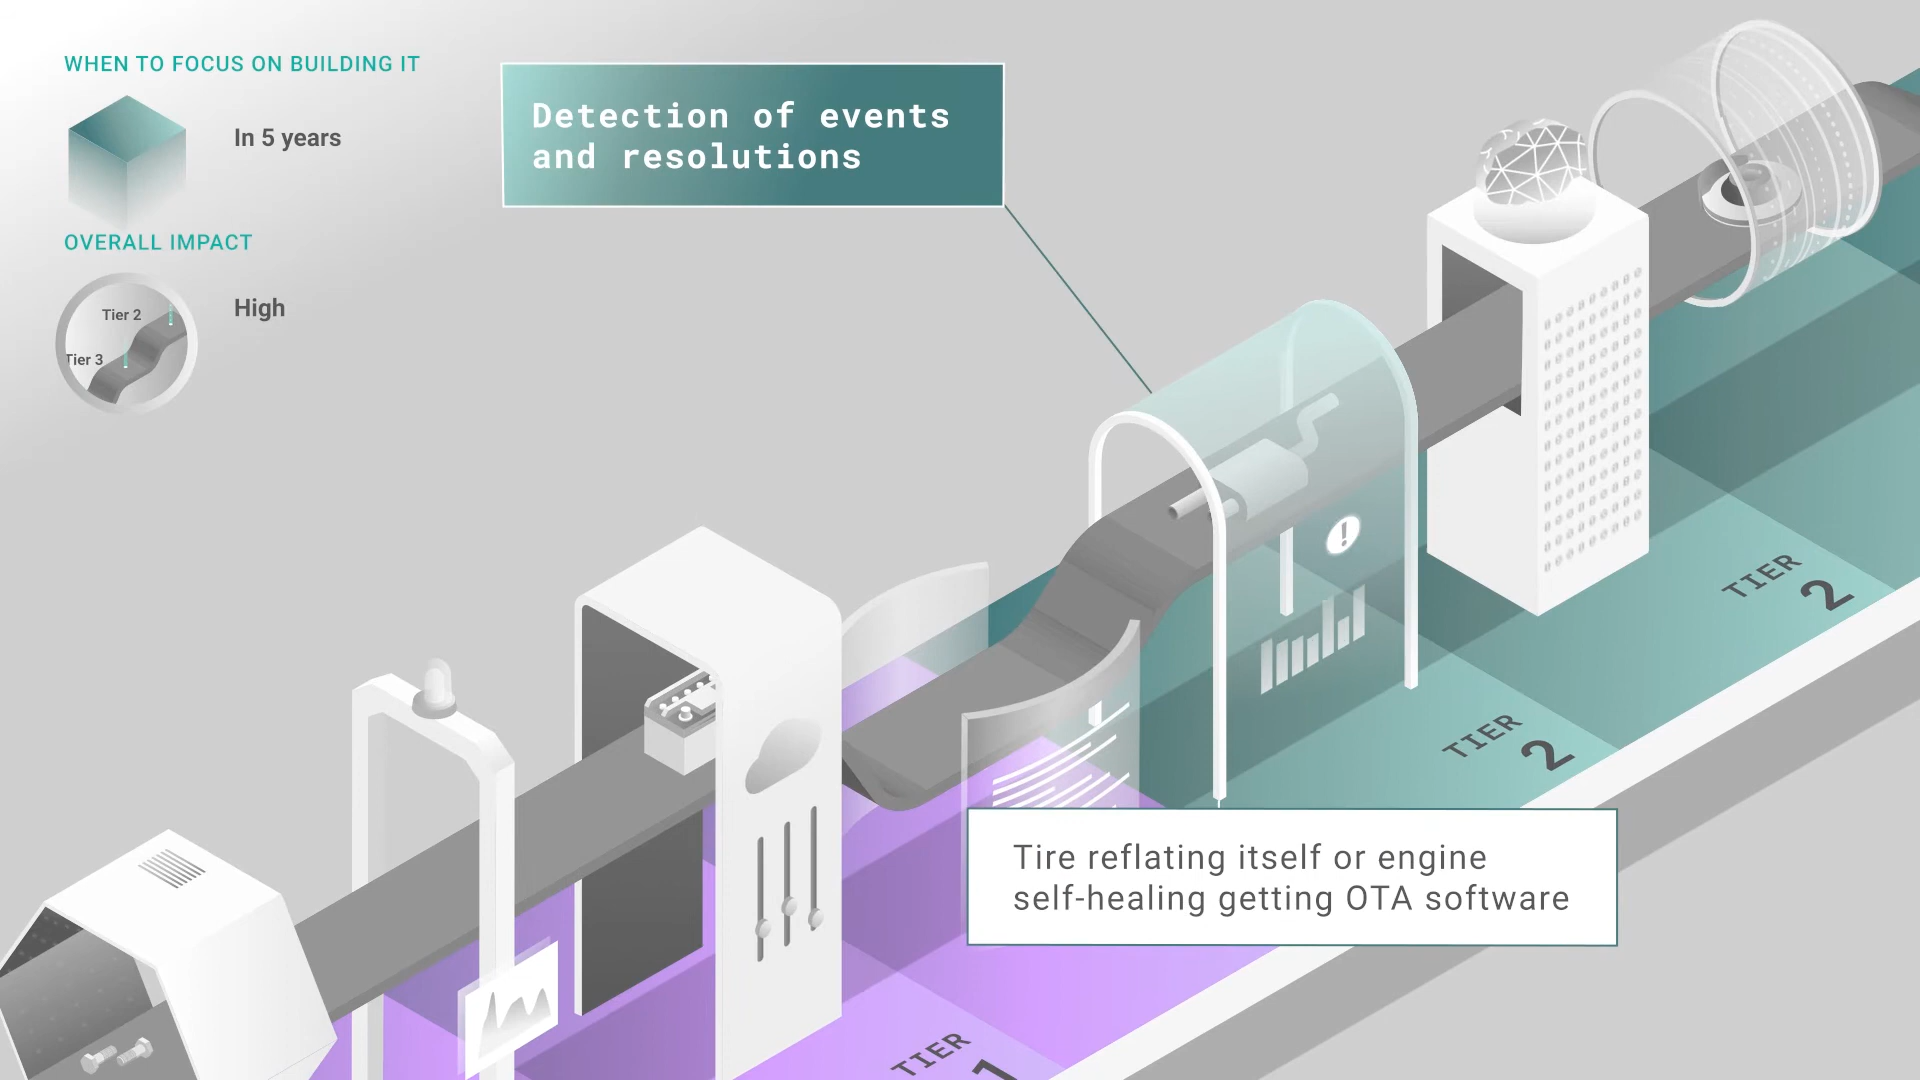 WHEN TO FOCUS ON BUILDING IT
In 5 years
OVERALL IMPACT
Tier 2
Tier 3
High
Detection of events
and resolutions
!
TIER
2
TIER
2
Tire reflating itself or engine
self-healing getting OTA software
TIER
1